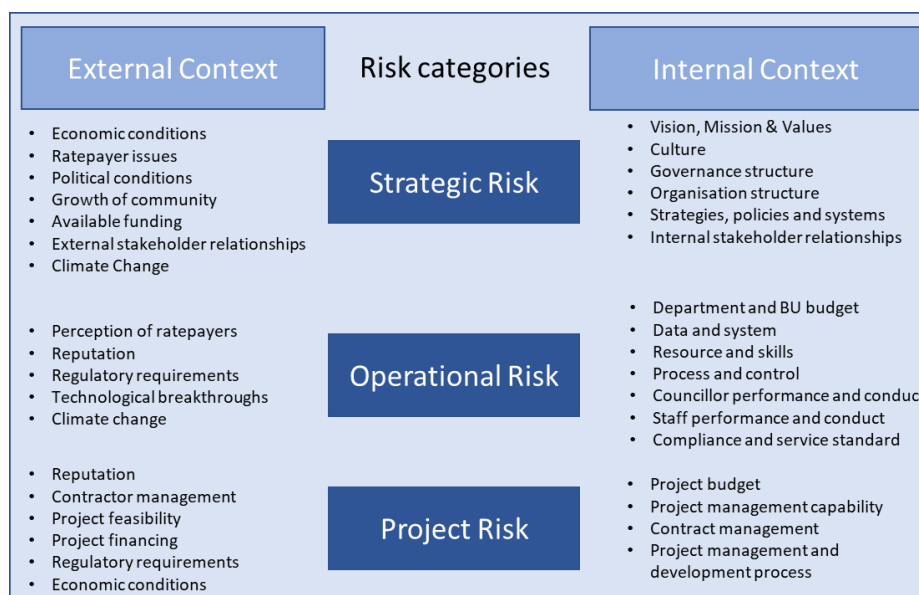 External Context
Risk categories
Internal Context
• Economic conditions
• Ratepayer issues
• Political conditions
• Growth of community
• Available funding
• External stakeholder relationships
• Climate Change
Strategic Risk
• Vision, Mission & Values
• Culture
• Governance structure
• Organisation structure
• Strategies, policies and systems
• Internal stakeholder relationships
• Perception of ratepayers
• Reputation
• Regulatory requirements
• Technological breakthroughs
• Climate change
Operational Risk
• Department and BU budget
• Data and system
• Resource and skills
• Process and control
• Councillor performance and conduct
• Staff performance and conduct
• Compliance and service standard
• Reputation
• Contractor management
• Project feasibility
• Project financing
• Regulatory requirements
• Economic conditions
Project Risk
• Project budget
• Project management capability
• Contract management
• Project management and
development process